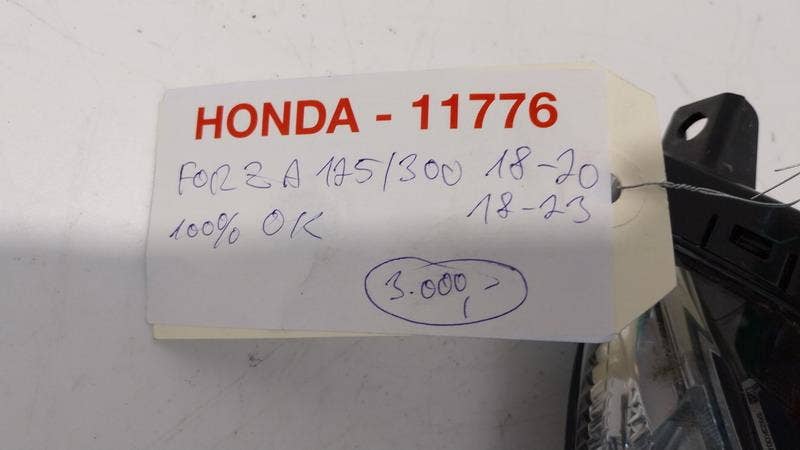 HONDA - 11776
FORZA 125/300 18-20
100% OK 18-23
3.000,-